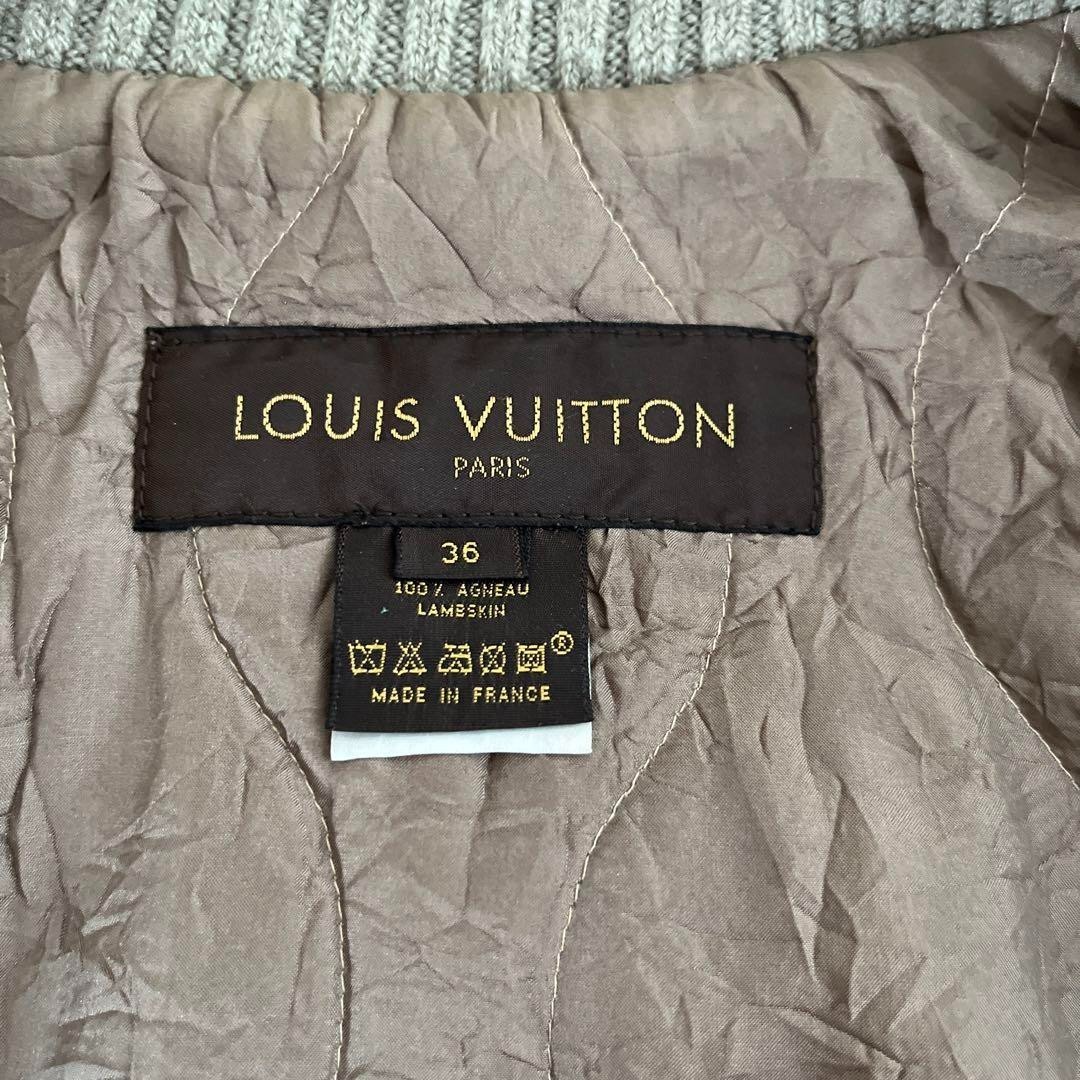 LOUIS VUITTON
PARIS
36
100% AGNEAU
LAMBSKIN
®
MADE IN FRANCE